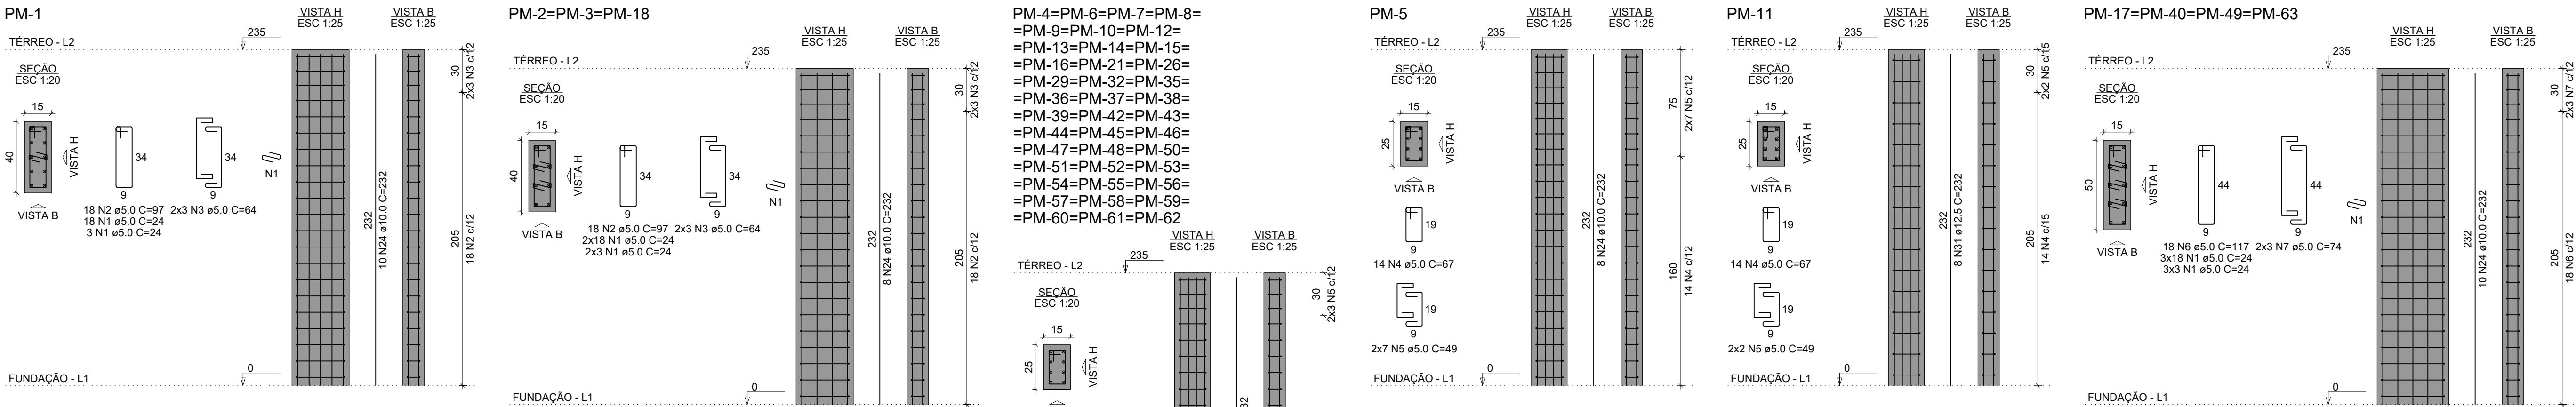 PM-1
VISTA H
ESC 1:25
VISTA B
ESC 1:25
TÉRREO - L2
235
SEÇÃO
ESC 1:20
15
40
VISTA H
VISTA B
34
9
34
9
N1
18 N2 ø5.0 C=97
18 N1 ø5.0 C=24
3 N1 ø5.0 C=24
2x3 N3 ø5.0 C=64
232
10 N24 ø10.0 C=232
30
2x3 N3 c/12
205
18 N2 c/12
FUNDAÇÃO - L1
0
PM-2=PM-3=PM-18
VISTA H
ESC 1:25
VISTA B
ESC 1:25
TÉRREO - L2
235
SEÇÃO
ESC 1:20
15
40
VISTA H
VISTA B
34
9
34
9
N1
18 N2 ø5.0 C=97
2x18 N1 ø5.0 C=24
2x3 N1 ø5.0 C=24
2x3 N3 ø5.0 C=64
232
8 N24 ø10.0 C=232
30
2x3 N3 c/12
205
18 N2 c/12
FUNDAÇÃO - L1
0
PM-4=PM-6=PM-7=PM-8=
=PM-9=PM-10=PM-12=
=PM-13=PM-14=PM-15=
=PM-16=PM-21=PM-26=
=PM-29=PM-32=PM-35=
=PM-36=PM-37=PM-38=
=PM-39=PM-42=PM-43=
=PM-44=PM-45=PM-46=
=PM-47=PM-48=PM-50=
=PM-51=PM-52=PM-53=
=PM-54=PM-55=PM-56=
=PM-57=PM-58=PM-59=
=PM-60=PM-61=PM-62
VISTA H
ESC 1:25
VISTA B
ESC 1:25
TÉRREO - L2
235
SEÇÃO
ESC 1:20
15
25
VISTA H
30
2x3 N5 c/12
PM-5
VISTA H
ESC 1:25
VISTA B
ESC 1:25
TÉRREO - L2
235
SEÇÃO
ESC 1:20
15
25
VISTA H
VISTA B
19
9
14 N4 ø5.0 C=67
19
9
2x7 N5 ø5.0 C=49
232
8 N24 ø10.0 C=232
75
2x7 N5 c/12
160
14 N4 c/12
FUNDAÇÃO - L1
0
PM-11
VISTA H
ESC 1:25
VISTA B
ESC 1:25
TÉRREO - L2
235
SEÇÃO
ESC 1:20
15
25
VISTA H
VISTA B
19
9
14 N4 ø5.0 C=67
19
9
2x2 N5 ø5.0 C=49
232
8 N31 ø12.5 C=232
30
2x2 N5 c/15
205
14 N4 c/15
FUNDAÇÃO - L1
0
PM-17=PM-40=PM-49=PM-63
VISTA H
ESC 1:25
VISTA B
ESC 1:25
TÉRREO - L2
235
SEÇÃO
ESC 1:20
15
50
VISTA H
VISTA B
44
9
44
9
N1
18 N6 ø5.0 C=117
3x18 N1 ø5.0 C=24
3x3 N1 ø5.0 C=24
2x3 N7 ø5.0 C=74
232
10 N24 ø10.0 C=232
30
2x3 N7 c/12
205
18 N6 c/12
FUNDAÇÃO - L1
0